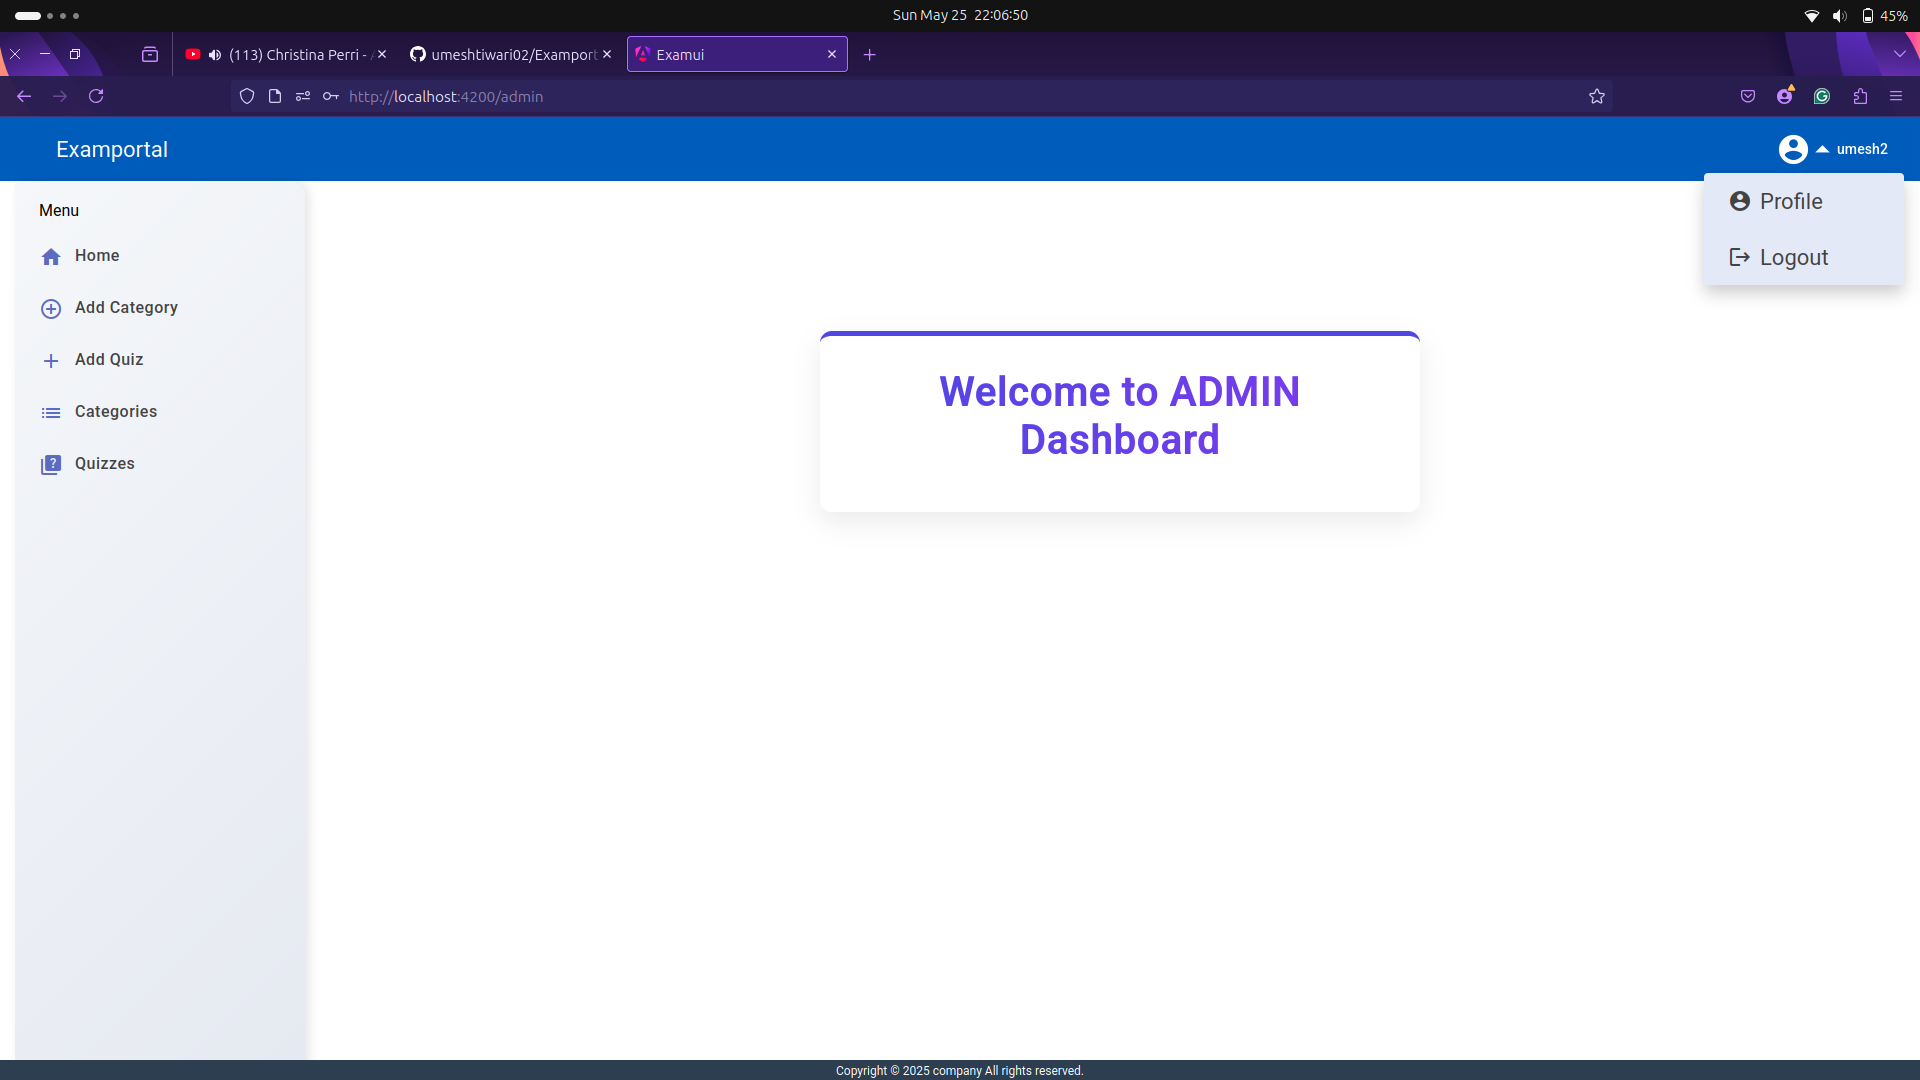 Sun May 25 22:06:50
45%
(113) Christina Perri -
umeshtiwari02/Examport
Examui
http://localhost:4200/admin
Examportal
umesh2
Profile
Logout
Menu
Home
Add Category
Add Quiz
Categories
Quizzes
Welcome to ADMIN
Dashboard
Copyright © 2025 company All rights reserved.